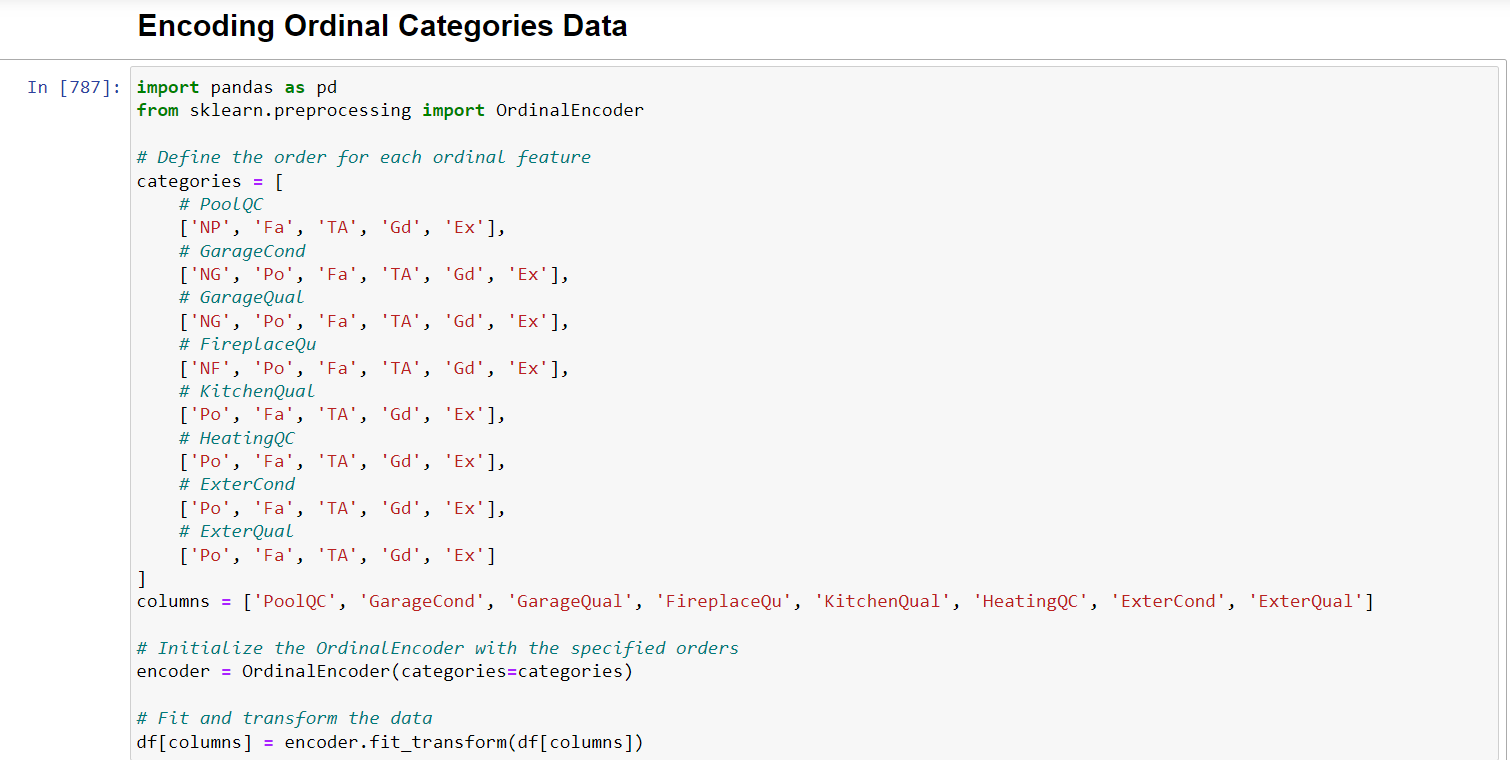 Encoding Ordinal Categories Data
In [787]: import pandas as pd
from sklearn.preprocessing import OrdinalEncoder
# Define the order for each ordinal feature
categories = [
# PoolQC
['NP', 'Fa', 'TA', 'Gd', 'Ex'],
# GarageCond
['NG', 'Po', 'Fa', 'TA', 'Gd', 'Ex'],
# GarageQual
['NG', 'Po', 'Fa', 'TA', 'Gd', 'Ex'],
# FireplaceQu
['NF', 'Po', 'Fa', 'TA', 'Gd', 'Ex'],
# KitchenQual
['Po', 'Fa', 'TA', 'Gd', 'Ex'],
# HeatingQC
['Po', 'Fa', 'TA', 'Gd', 'Ex'],
# ExterCond
['Po', 'Fa', 'TA', 'Gd', 'Ex'],
# ExterQual
['Po', 'Fa', 'TA', 'Gd', 'Ex']
]
columns = ['PoolQC', 'GarageCond', 'GarageQual', 'FireplaceQu', 'KitchenQual', 'HeatingQC', 'ExterCond', 'ExterQual']
# Initialize the OrdinalEncoder with the specified orders
encoder = OrdinalEncoder(categories=categories)
# Fit and transform the data
df[columns] = encoder.fit_transform(df[columns])